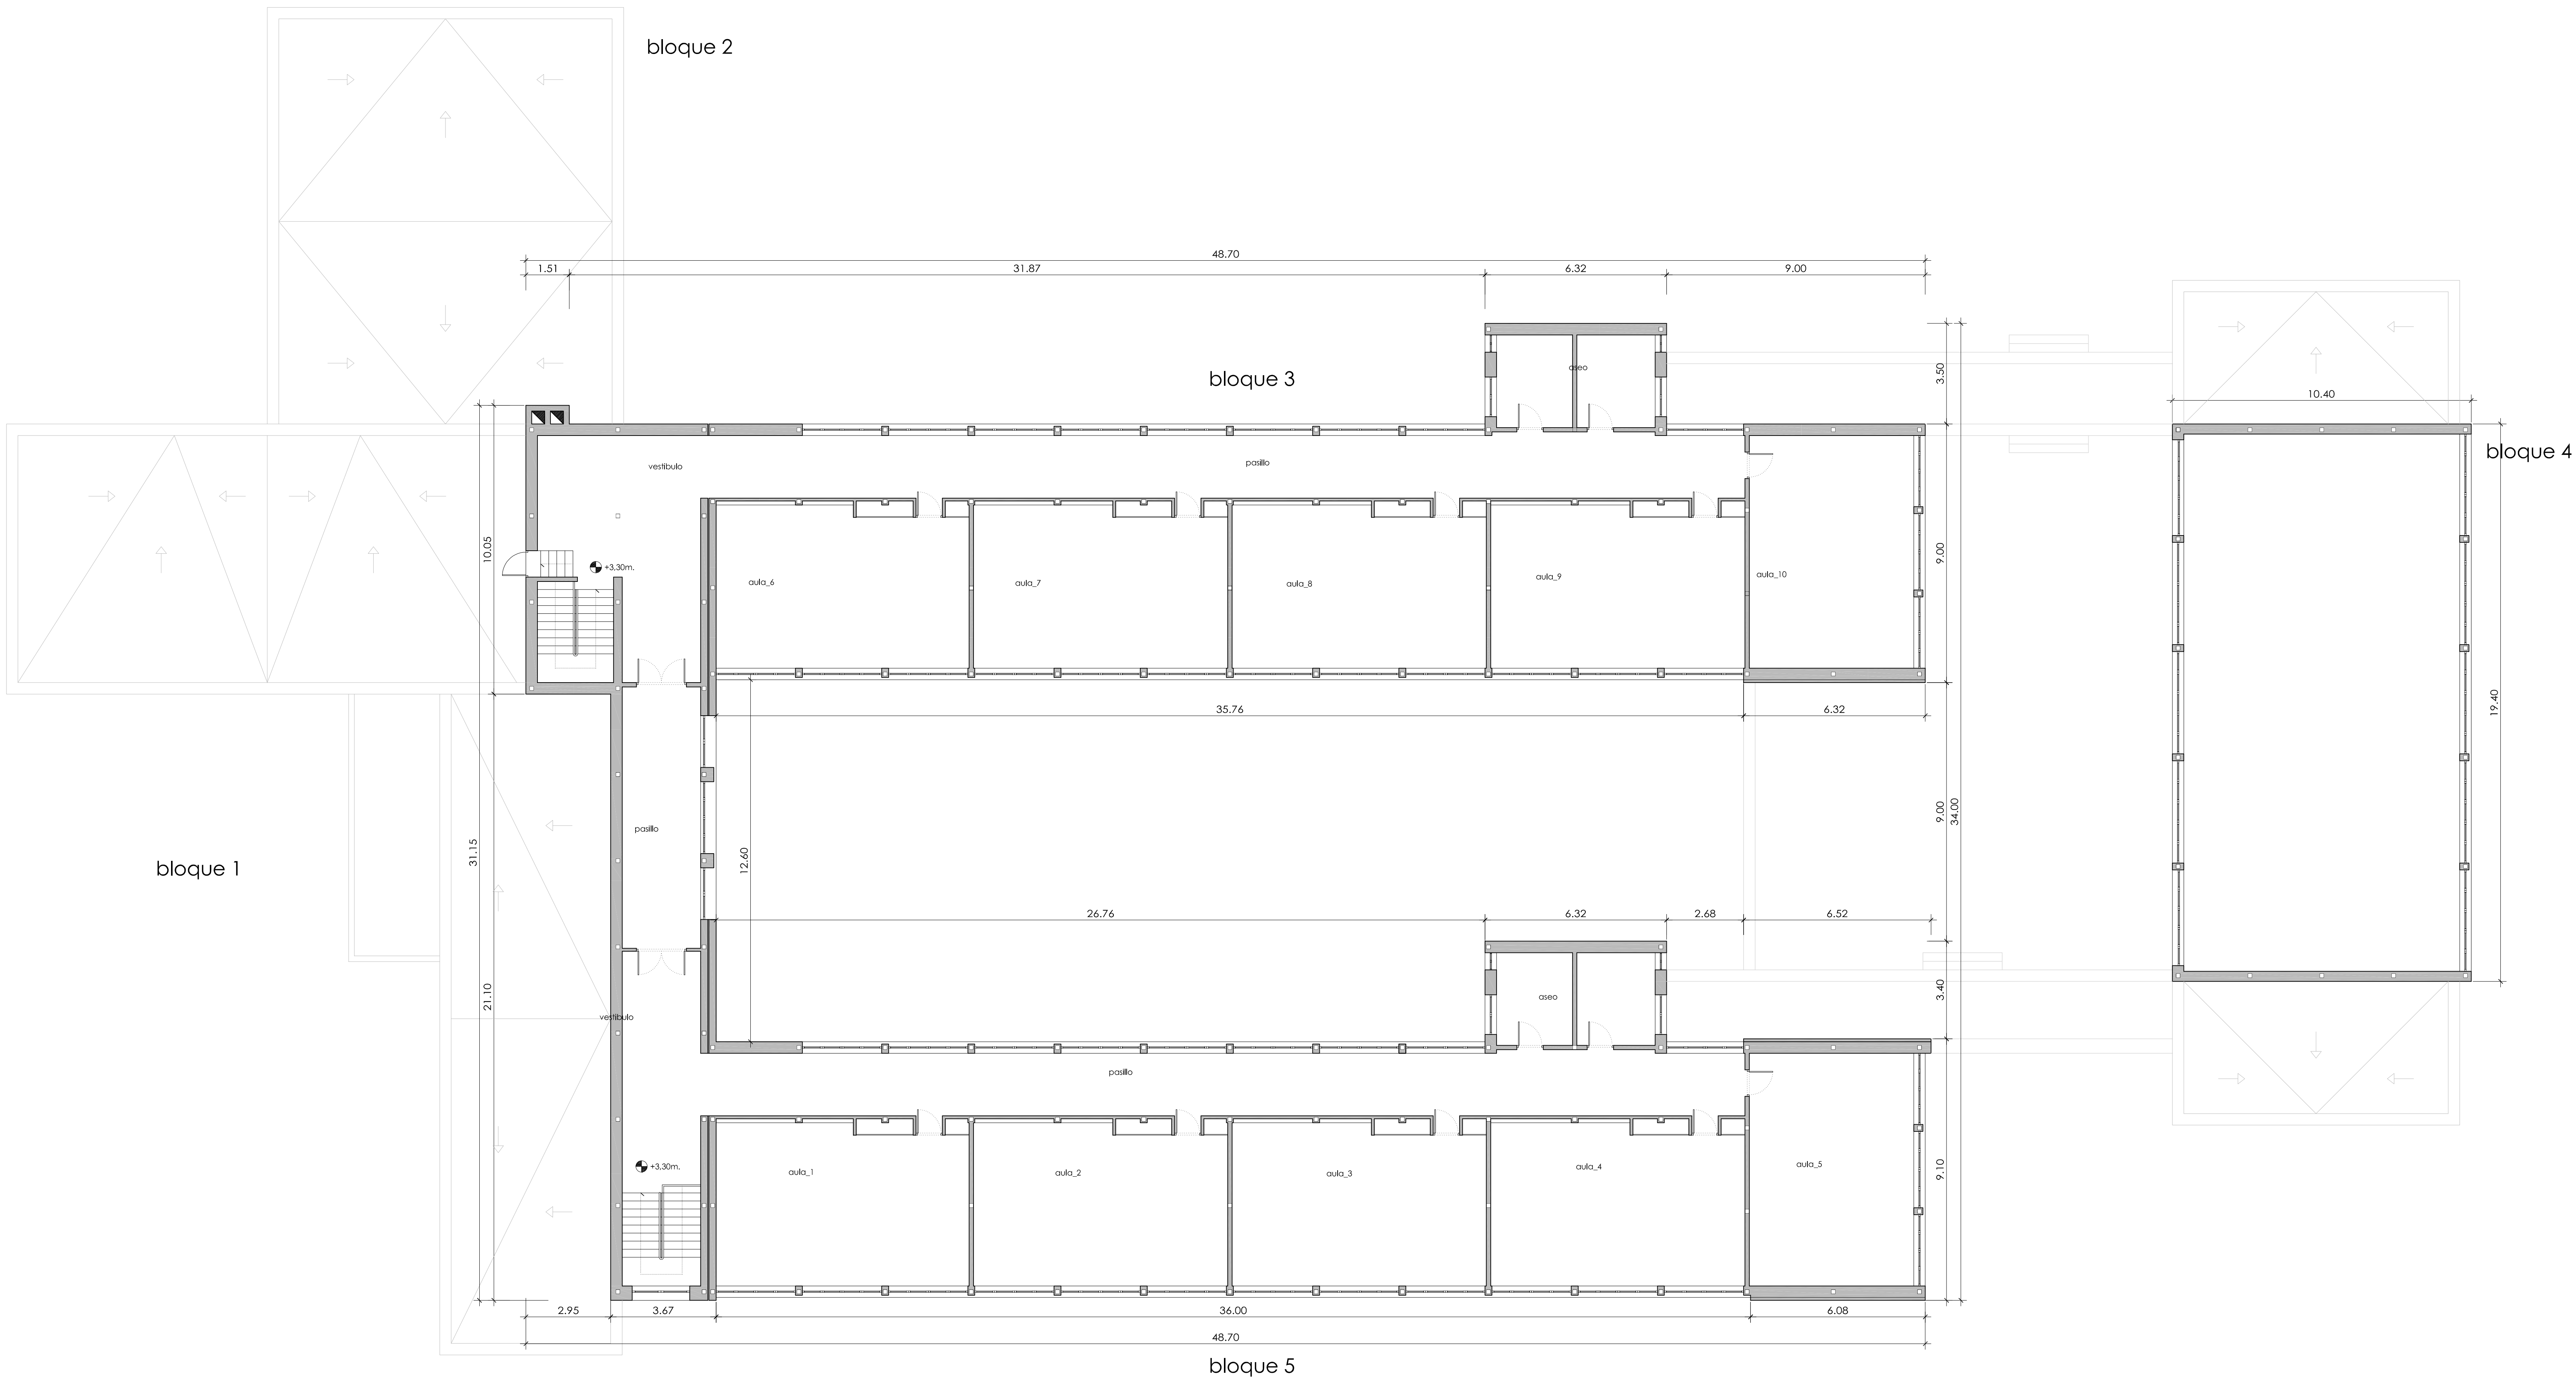 bloque 2
48.70
1.51
31.87
6.32
9.00
bloque 3
aseo
3.50
10.40
bloque 4
vestibulo
pasillo
10.05
+3,30m.
aula_6
aula_7
aula_8
aula_9
aula_10
9.00
35.76
6.32
19.40
pasillo
31.15
12.60
9.00
34.00
bloque 1
26.76
6.32
2.68
6.52
21.10
aseo
3.40
vestibulo
pasillo
+3,30m.
aula_1
aula_2
aula_3
aula_4
aula_5
9.10
2.95
3.67
36.00
6.08
48.70
bloque 5